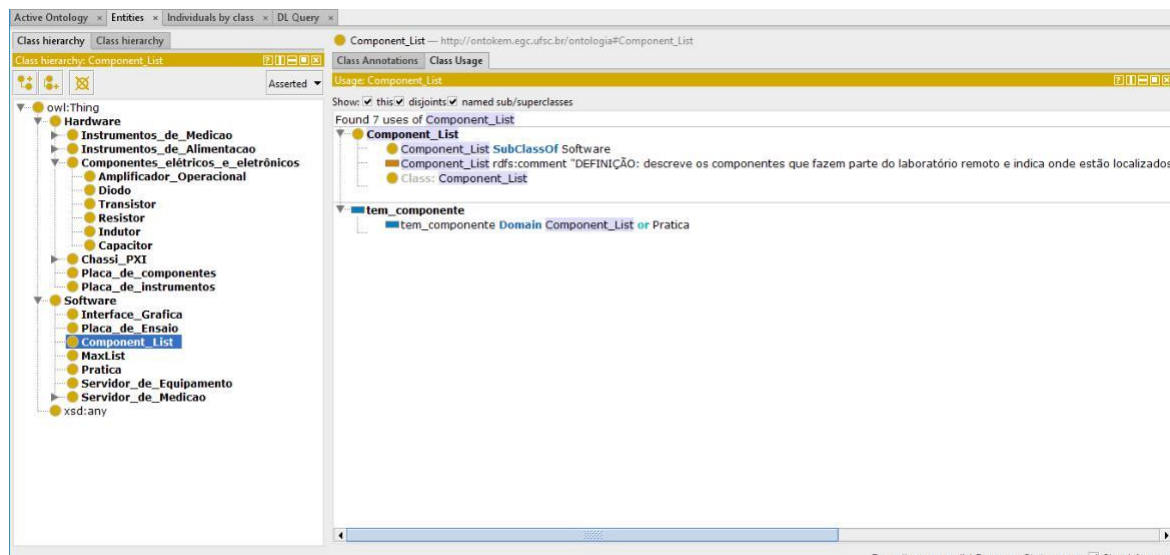 Active Ontology × Entities × Individuals by class × DL Query ×
Class hierarchy Class hierarchy
Class hierarchy: Component_List
Asserted
owl:Thing
Hardware
Instrumentos_de_Medicao
Instrumentos_de_Alimentacao
Componentes_elétricos_e_eletrônicos
Amplificador_Operacional
Diodo
Transistor
Resistor
Indutor
Capacitor
Chassi_PXI
Placa_de_componentes
Placa_de_instrumentos
Software
Interface_Grafica
Placa_de_Ensaio
Component_List
MaxList
Pratica
Servidor_de_Equipamento
Servidor_de_Medicao
xsd:any
Component_List — http://ontokem.egc.ufsc.br/ontologia#Component_List
Class Annotations Class Usage
Usage: Component_List
Show: this disjoints named sub/superclasses
Found 7 uses of Component_List
Component_List
Component_List SubClassOf Software
Component_List rdfs:comment "DEFINIÇÃO: descreve os componentes que fazem parte do laboratório remoto e indica onde estão localizados
Class: Component_List
tem_componente
tem_componente Domain Component_List or Pratica